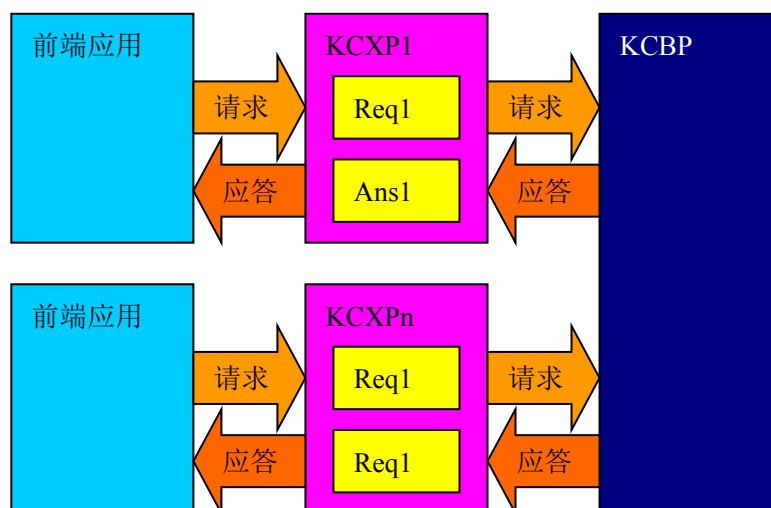 前端应用
KCXP1
KCBP
请求
Req1
请求
应答
Ans1
应答
前端应用
KCXPn
请求
Req1
请求
应答
Req1
应答